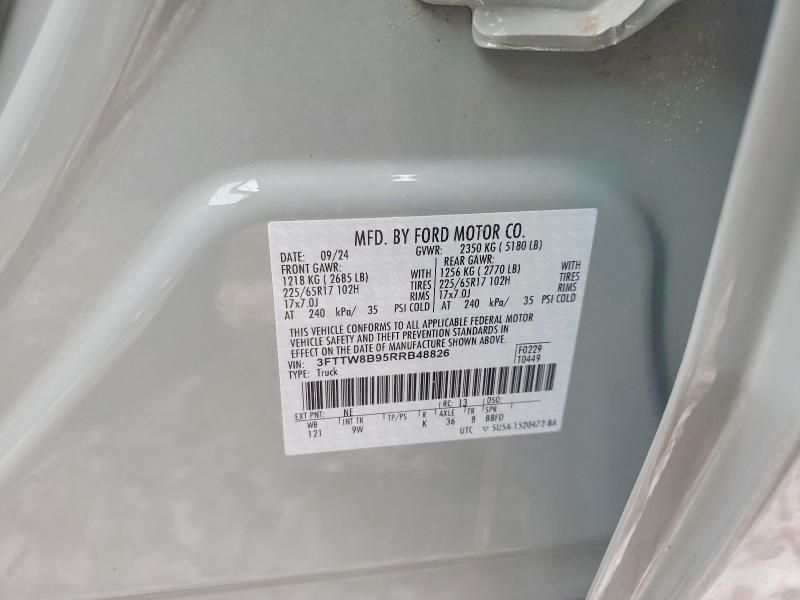 MFD. BY FORD MOTOR CO.
DATE: 09/24 GVWR: 2350 KG ( 5180 LB)
FRONT GAWR: REAR GAWR:
1218 KG ( 2685 LB) WITH 1256 KG ( 2770 LB) WITH
225/65R17 102H TIRES 225/65R17 102H TIRES
17x7.0J RIMS 17x7.0J RIMS
AT 240 kPa/ 35 PSI COLD AT 240 kPa/ 35 PSI COLD
THIS VEHICLE CONFORMS TO ALL APPLICABLE FEDERAL MOTOR
VEHICLE SAFETY AND THEFT PREVENTION STANDARDS IN
EFFECT ON THE DATE OF MANUFACTURE SHOWN ABOVE.
VIN: 3FTTW8B95RRB48826 F0229
TYPE: Truck T0449
EXT PNT: NE RC: 13 DSO:
WB INT TR TP/PS R AXLE TR SPR
121 9W K 36 8 BBFD
UTC ▽ 5U5A-1520472-BA